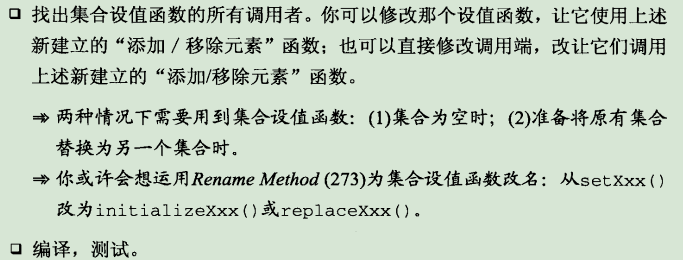 找出集合设值函数的所有调用者。你可以修改那个设值函数，让它使用上述
新建立的“添加 / 移除元素”函数；也可以直接修改调用端，改让它们调用
上述新建立的“添加/移除元素”函数。
⇒ 两种情况下需要用到集合设值函数：(1)集合为空时；(2)准备将原有集合
替换为另一个集合时。
⇒ 你或许会想运用Rename Method (273)为集合设值函数改名：从setXxx()
改为initializeXxx()或replaceXxx()。
编译，测试。